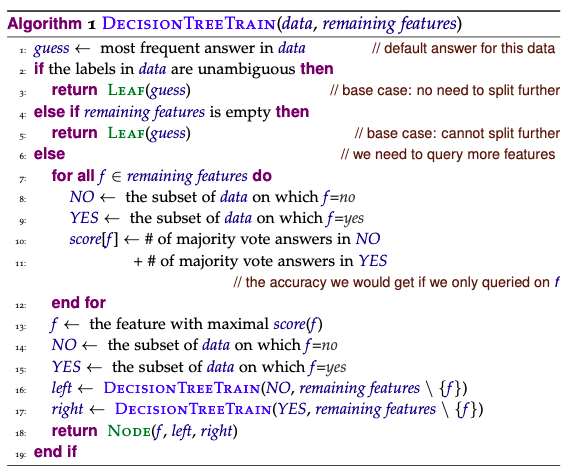 Algorithm 1 DECISIONTREETRAIN(data, remaining features)
1: guess ← most frequent answer in data // default answer for this data
2: if the labels in data are unambiguous then
3: return LEAF(guess) // base case: no need to split further
4: else if remaining features is empty then
5: return LEAF(guess) // base case: cannot split further
6: else // we need to query more features
7: for all f ∈ remaining features do
8: NO ← the subset of data on which f=no
9: YES ← the subset of data on which f=yes
10: score[f] ← # of majority vote answers in NO
11: + # of majority vote answers in YES
// the accuracy we would get if we only queried on f
12: end for
13: f ← the feature with maximal score(f)
14: NO ← the subset of data on which f=no
15: YES ← the subset of data on which f=yes
16: left ← DECISIONTREETRAIN(NO, remaining features \ {f})
17: right ← DECISIONTREETRAIN(YES, remaining features \ {f})
18: return NODE(f, left, right)
19: end if